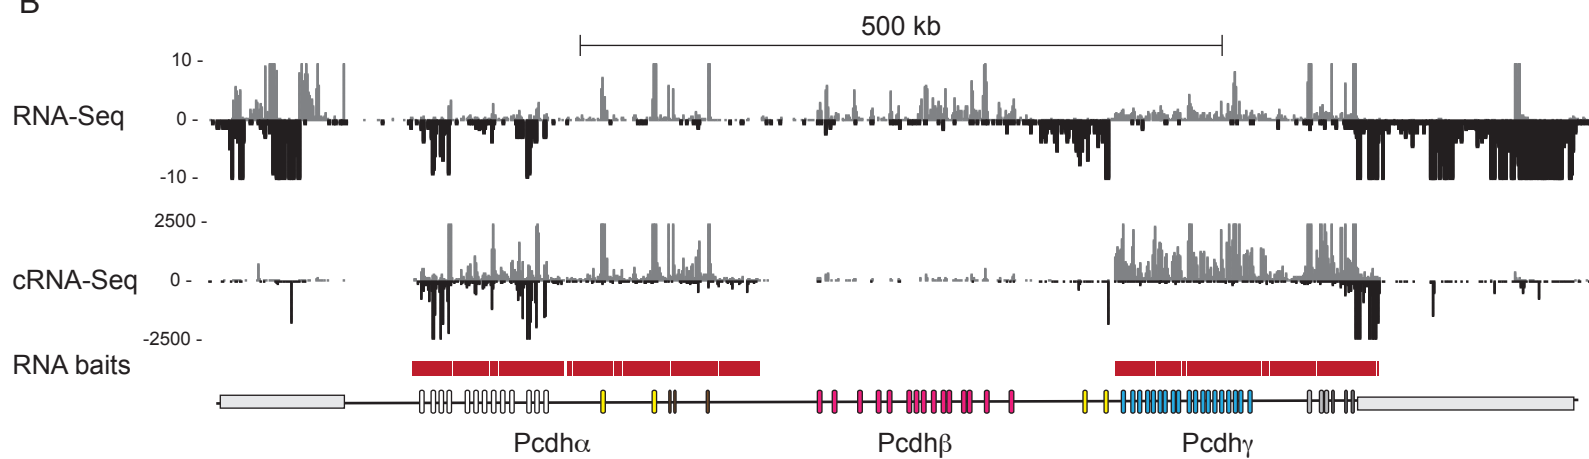 B
500 kb
10 -
RNA-Seq
0 -
-10 -
2500 -
cRNA-Seq
0 -
-2500 -
RNA baits
Pcdhα
Pcdhβ
Pcdhγ